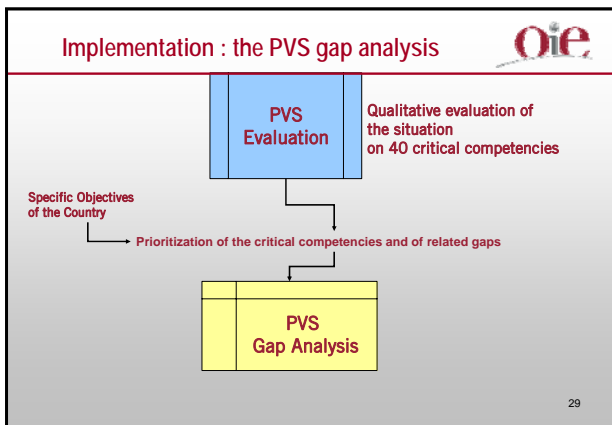 Implementation : the PVS gap analysis
oie
PVS
Evaluation
Qualitative evaluation of
the situation
on 40 critical competencies
Specific Objectives
of the Country
Prioritization of the critical competencies and of related gaps
PVS
Gap Analysis
29